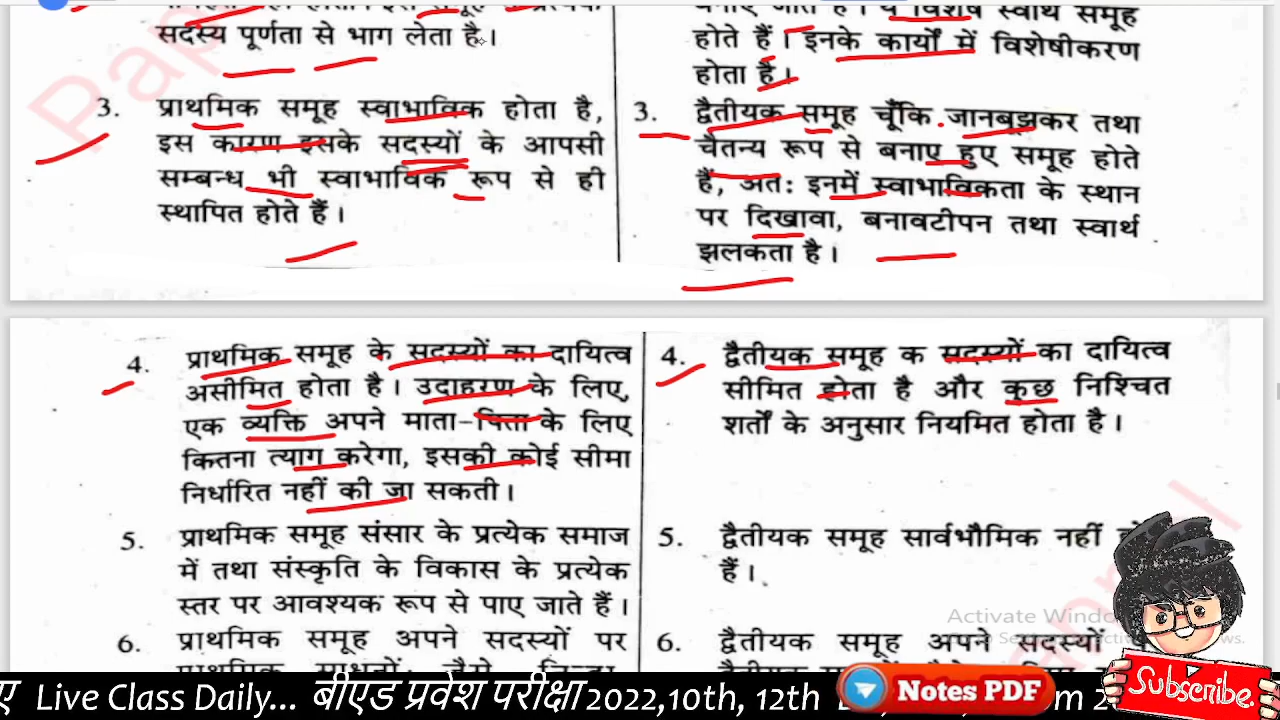 सदस्य पूर्णता से भाग लेता है।
3. प्राथमिक समूह स्वाभाविक होता है,
इस कारण इसके सदस्यों के आपसी
सम्बन्ध भी स्वाभाविक रूप से ही
स्थापित होते हैं।
विशेष स्वार्थ समूह
होते हैं। इनके कार्यों में विशेषीकरण
होता है।
3. द्वैतीयक समूह चूँकि जानबूझकर तथा
चैतन्य रूप से बनाए हुए समूह होते
हैं, अतः इनमें स्वाभाविकता के स्थान
पर दिखावा, बनावटीपन तथा स्वार्थ
झलकता है।
4. प्राथमिक समूह के सदस्यों का दायित्व
असीमित होता है। उदाहरण के लिए,
एक व्यक्ति अपने माता-पिता के लिए
कितना त्याग करेगा, इसकी कोई सीमा
निर्धारित नहीं की जा सकती।
5. प्राथमिक समूह संसार के प्रत्येक समाज
में तथा संस्कृति के विकास के प्रत्येक
स्तर पर आवश्यक रूप से पाए जाते हैं।
6. प्राथमिक समूह अपने सदस्यों पर
4. द्वैतीयक समूह क सदस्यों का दायित्व
सीमित होता है और कुछ निश्चित
शर्तों के अनुसार नियमित होता है।
5. द्वैतीयक समूह सार्वभौमिक नहीं
हैं।
6. द्वैतीयक समूह अपने सदस्यों
Activate Windo
Live Class Daily... बीएड प्रवेश परीक्षा 2022,10th, 12th
Notes PDF
Subscribe